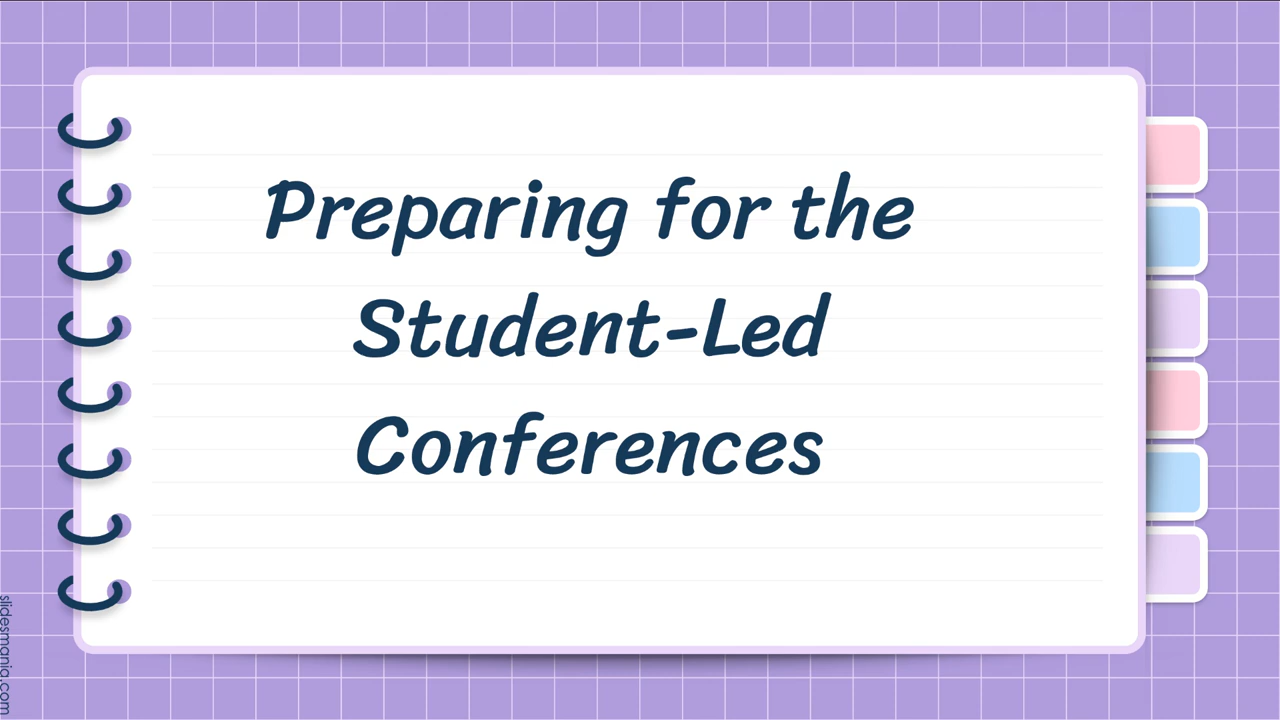 Preparing for the
Student-Led
Conferences
slidesmania.com